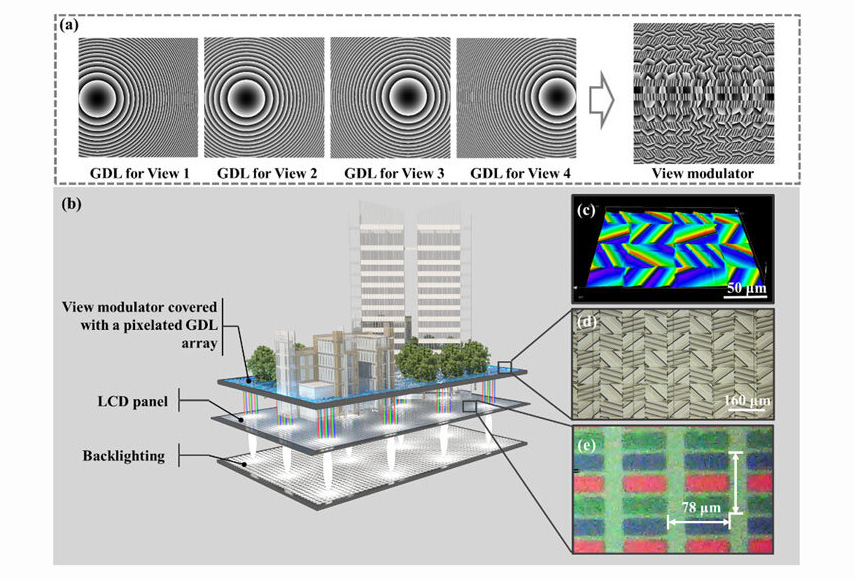 (a)
GDL for View 1
GDL for View 2
GDL for View 3
GDL for View 4
View modulator
(b)
View modulator covered
with a pixelated GDL
array
LCD panel
Backlighting
(c)
50 μm
(d)
160 μm
(e)
78 μm